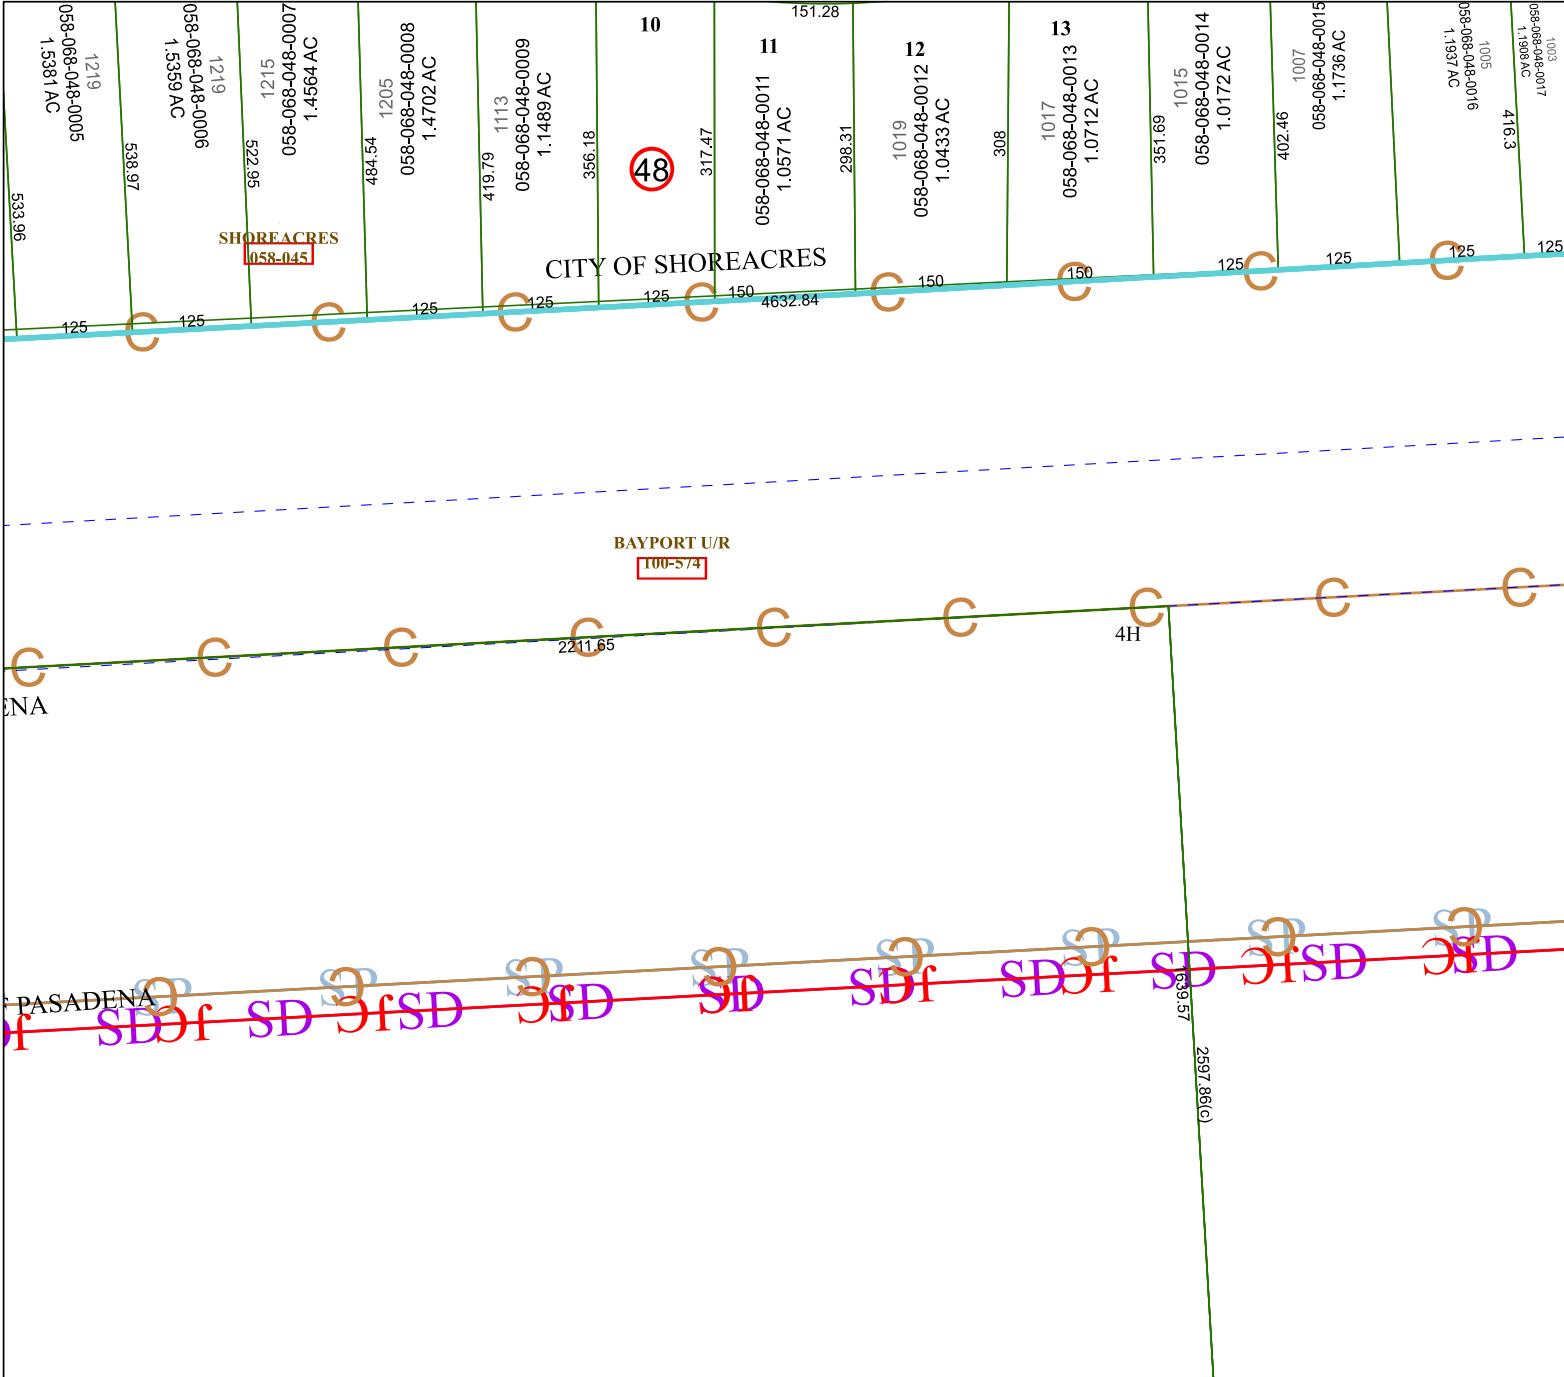 1219
058-068-048-0005
1.5381 AC
533.96
538.97
1219
058-068-048-0006
1.5359 AC
522.95
1215
058-068-048-0007
1.4564 AC
484.54
1205
058-068-048-0008
1.4702 AC
419.79
1113
058-068-048-0009
1.1489 AC
356.18
10
48
317.47
11
058-068-048-0011
1.0571 AC
151.28
298.31
12
1019
058-068-048-0012
1.0433 AC
308
13
1017
058-068-048-0013
1.0712 AC
351.69
1015
058-068-048-0014
1.0172 AC
402.46
1007
058-068-048-0015
1.1736 AC
1005
058-068-048-0016
1.1937 AC
416.3
1003
058-068-048-0017
1.1908 AC
SHOREACRES
058-045
CITY OF SHOREACRES
125
125
125
125
125
150
4632.84
150
150
125
125
125
125
C C C C C C C C
BAYPORT U/R
100-574
C C C C C C C C C
2211.65
4H
ENA
PASADENA
C C C C C C C C
SD SD SD SD SD SD SD SD SD SD
1639.57
2597.86(c)